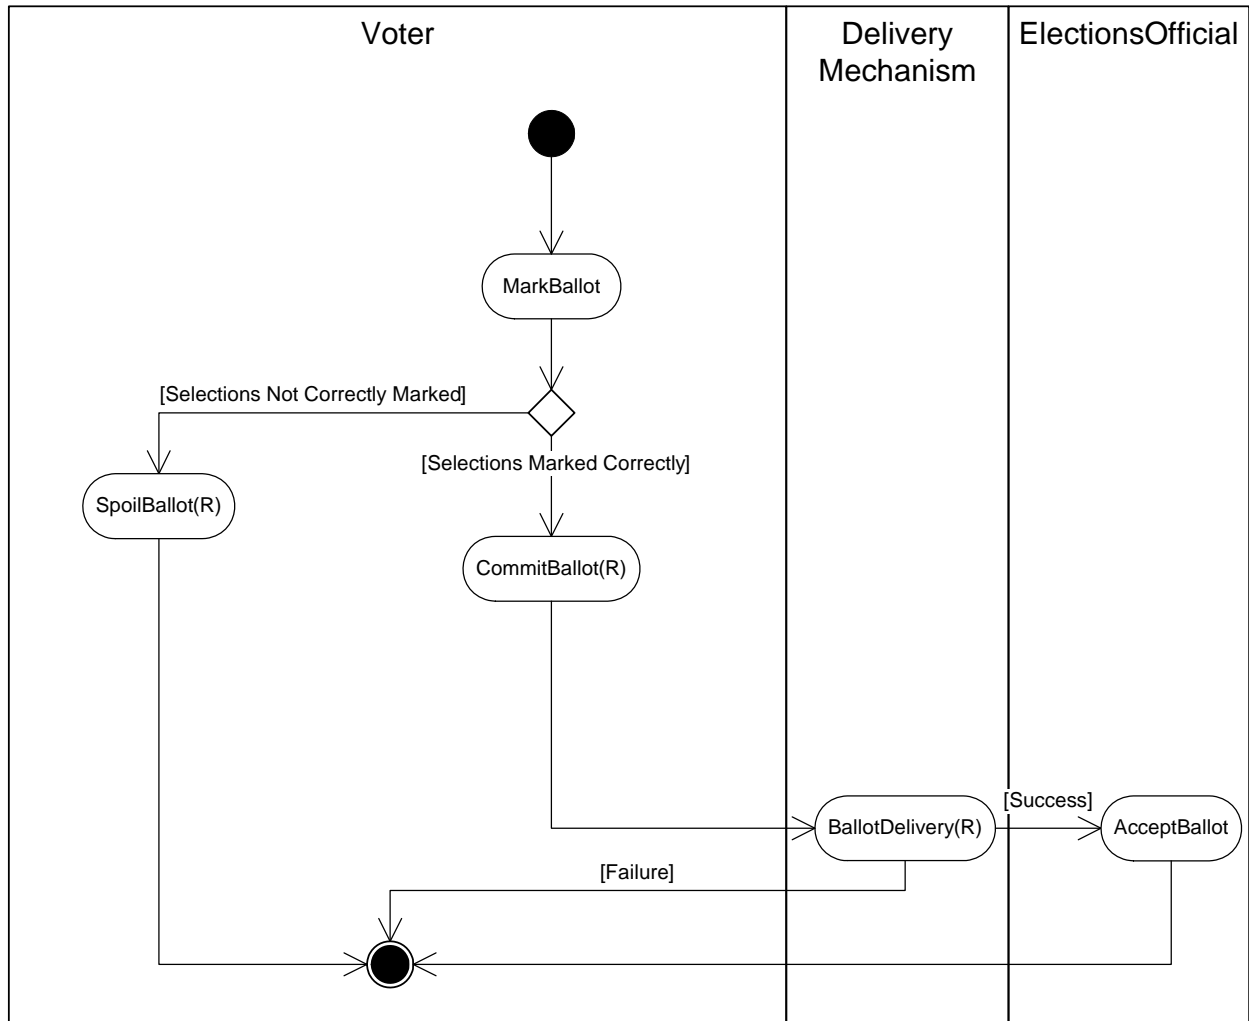 Voter
Delivery
Mechanism
ElectionsOfficial
MarkBallot
[Selections Not Correctly Marked]
[Selections Marked Correctly]
SpoilBallot(R)
CommitBallot(R)
[Success]
BallotDelivery(R)
AcceptBallot
[Failure]